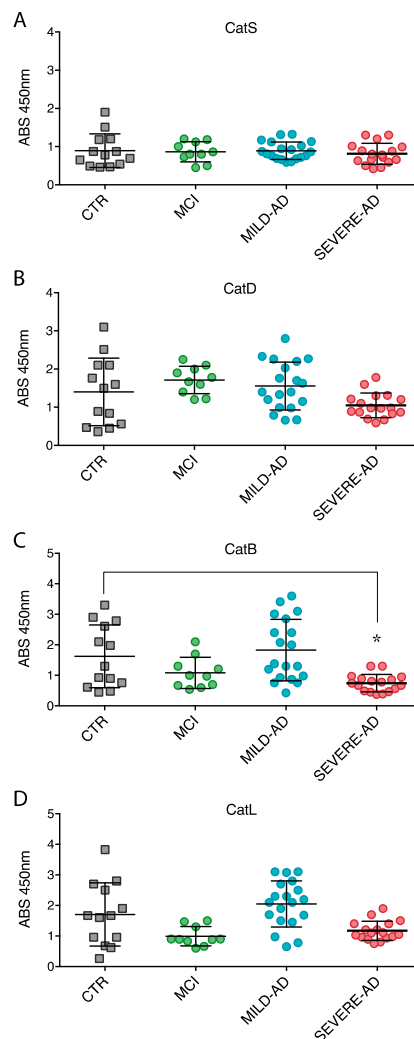 A
CatS
ABS 450nm
4
3
2
1
0
CTR
MCI
MILD-AD
SEVERE-AD
B
CatD
ABS 450nm
4
3
2
1
0
CTR
MCI
MILD-AD
SEVERE-AD
C
CatB
ABS 450nm
5
4
3
2
1
0
*
CTR
MCI
MILD-AD
SEVERE-AD
D
CatL
ABS 450nm
5
4
3
2
1
0
CTR
MCI
MILD-AD
SEVERE-AD